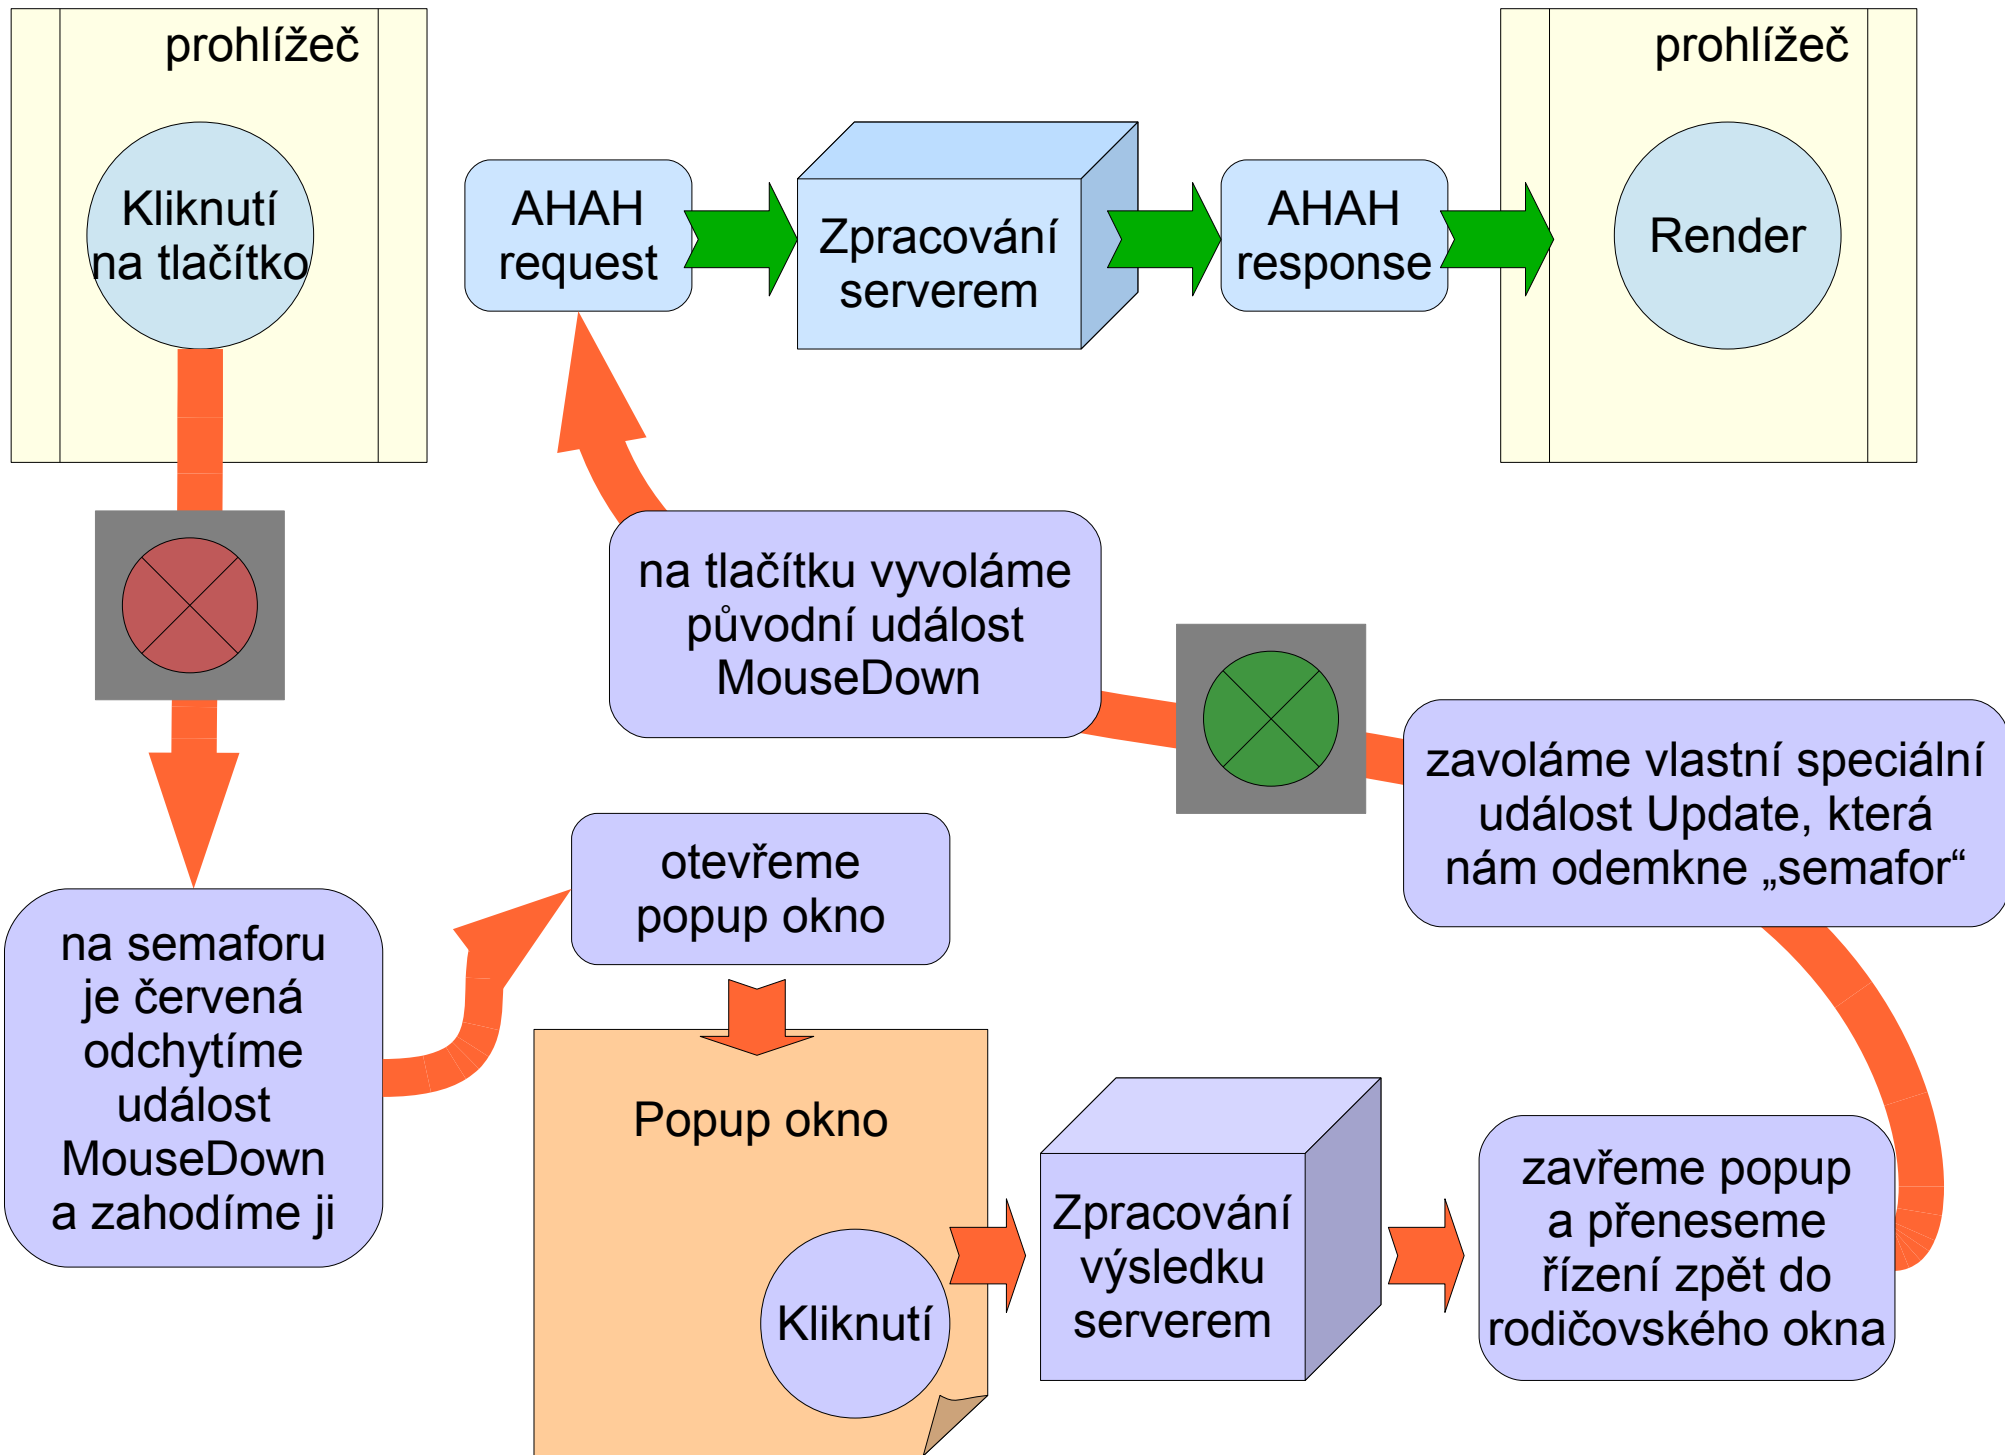 prohlížeč
Kliknutí
na tlačítko
AHAH
request
Zpracování
serverem
AHAH
response
prohlížeč
Render
na tlačítku vyvoláme
původní událost
MouseDown
zavoláme vlastní speciální
událost Update, která
nám odemkne „semafor“
na semaforu
je červená
odchytíme
událost
MouseDown
a zahodíme ji
otevřeme
popup okno
Popup okno
Kliknutí
Zpracování
výsledku
serverem
zavřeme popup
a přeneseme
řízení zpět do
rodičovského okna